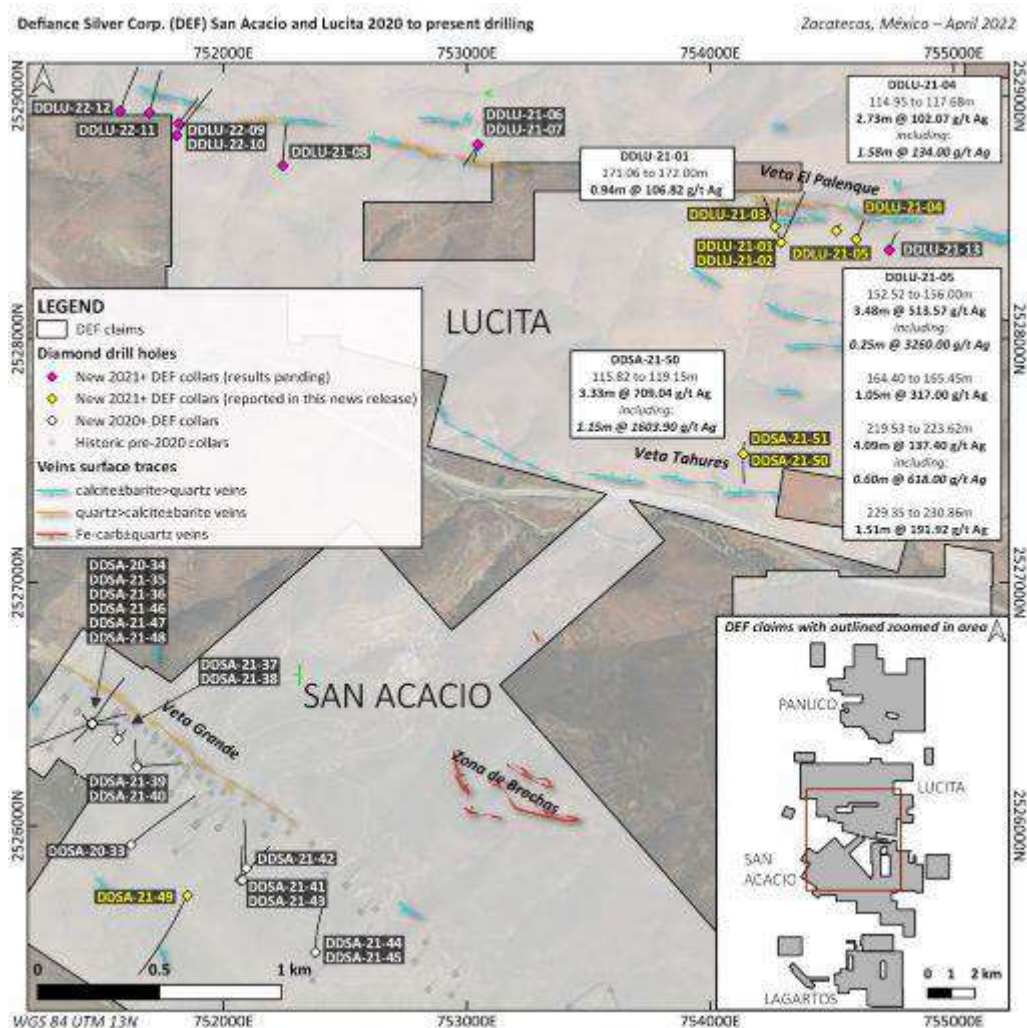 Defiance Silver Corp. (DEF) San Acacio and Lucita 2020 to present drilling
Zacatecas, México – April 2022
752000E
753000E
754000E
755000E
2529000N
2529000N
DDLU-22-12
DDLU-22-11
DDLU-22-09
DDLU-22-10
DDLU-21-08
DDLU-21-06
DDLU-21-07
DDLU-21-01
171.06 to 172.00m
0.94m @ 106.82 g/t Ag
DDLU-21-04
114.95 to 117.68m
2.73m @ 102.07 g/t Ag
including:
1.58m @ 134.00 g/t Ag
Veta El Palenque
DDLU-21-03
DDLU-21-04
DDLU-21-01
DDLU-21-02
DDLU-21-05
DDLU-21-13
DDLU-21-05
152.52 to 156.00m
3.48m @ 513.57 g/t Ag
including:
0.25m @ 3260.00 g/t Ag
164.40 to 165.45m
1.05m @ 317.00 g/t Ag
219.53 to 223.62m
4.09m @ 137.40 g/t Ag
including:
0.60m @ 618.00 g/t Ag
229.35 to 230.86m
1.51m @ 191.92 g/t Ag
LUCITA
2528000N
2528000N
LEGEND
DEF claims
Diamond drill holes
New 2021+ DEF collars (results pending)
New 2021+ DEF collars (reported in this news release)
New 2020+ DEF collars
Historic pre-2020 collars
Veins surface traces
calcite±barite>quartz veins
quartz>calcite±barite veins
Fe-carb±quartz veins
DDSA-21-50
115.82 to 119.15m
3.33m @ 709.04 g/t Ag
including:
1.15m @ 1603.90 g/t Ag
DDSA-21-51
DDSA-21-50
Veta Tahures
2527000N
2527000N
DDSA-20-34
DDSA-21-35
DDSA-21-36
DDSA-21-46
DDSA-21-47
DDSA-21-48
DDSA-21-37
DDSA-21-38
SAN ACACIO
Veta Grande
Zona de Brochas
DDSA-21-39
DDSA-21-40
2526000N
2526000N
DDSA-20-33
DDSA-21-42
DDSA-21-41
DDSA-21-43
DDSA-21-49
DDSA-21-44
DDSA-21-45
0 0.5 1 km
DEF claims with outlined zoomed in area
PANUCO
LUCITA
SAN
ACACIO
LAGARTOS
0 1 2 km
WGS 84 UTM 13N
752000E
753000E
754000E
755000E